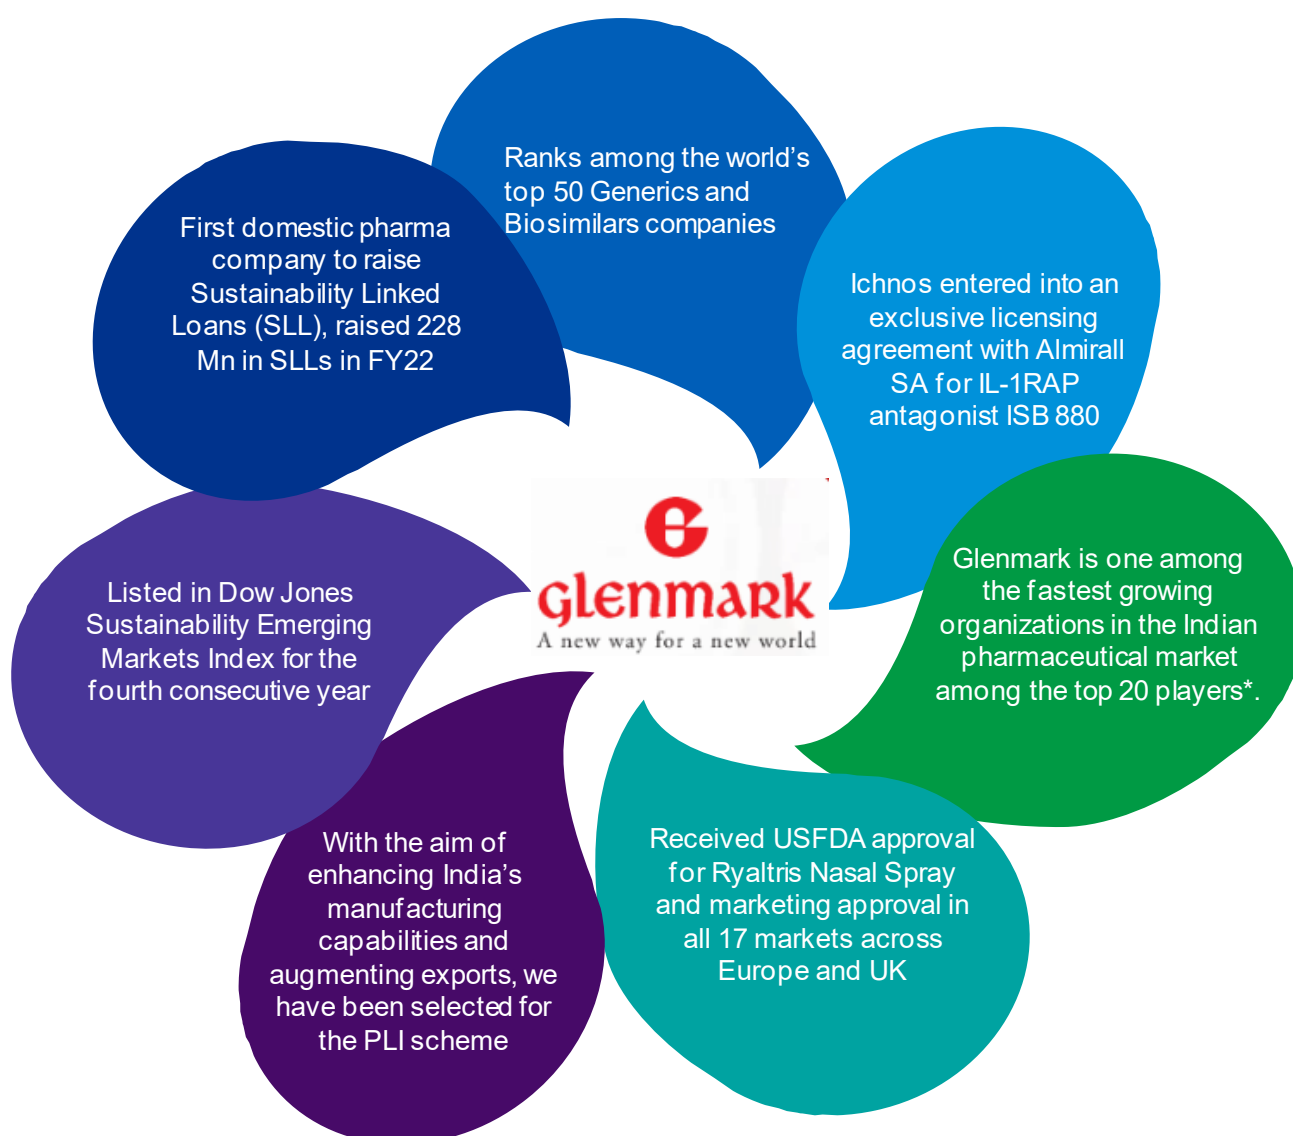 Ranks among the world's
top 50 Generics and
Biosimilars companies
Ichnos entered into an
exclusive licensing
agreement with Almirall
SA for IL-1RAP
antagonist ISB 880
Glenmark is one among
the fastest growing
organizations in the Indian
pharmaceutical market
among the top 20 players*.
Received USFDA approval
for Ryaltris Nasal Spray
and marketing approval in
all 17 markets across
Europe and UK
With the aim of
enhancing India's
manufacturing
capabilities and
augmenting exports, we
have been selected for
the PLI scheme
Listed in Dow Jones
Sustainability Emerging
Markets Index for the
fourth consecutive year
First domestic pharma
company to raise
Sustainability Linked
Loans (SLL), raised 228
Mn in SLLs in FY22
G
glenmark
A new way for a new world